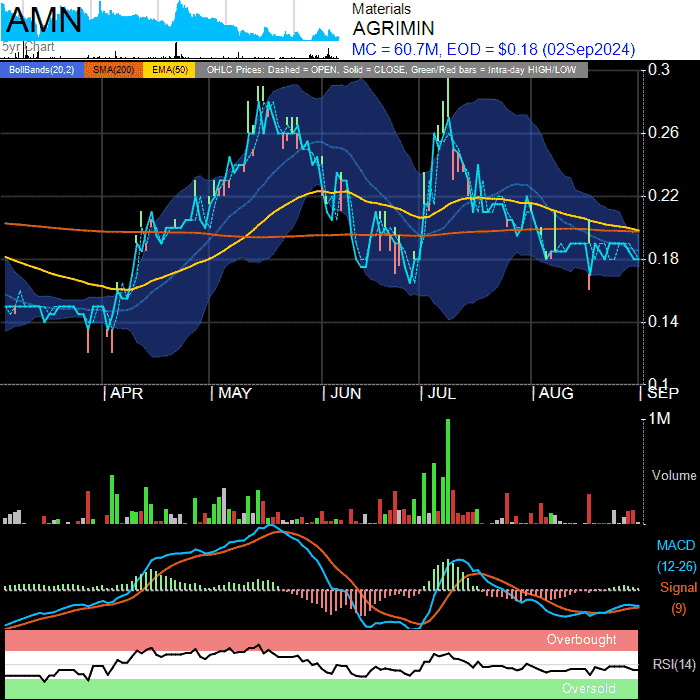 AMN
5yr Chart
Materials
AGRIMIN
MC = 60.7M, EOD = $0.18 (02Sep2024)
BollBands(20,2) SMA(200) EMA(50) OHLC Prices: Dashed = OPEN, Solid = CLOSE, Green/Red bars = Intra-day HIGH/LOW
0.3
0.26
0.22
0.18
0.14
0.1
APR MAY JUN JUL AUG SEP
1M
Volume
MACD
(12-26)
Signal
(9)
Overbought
RSI(14)
Oversold